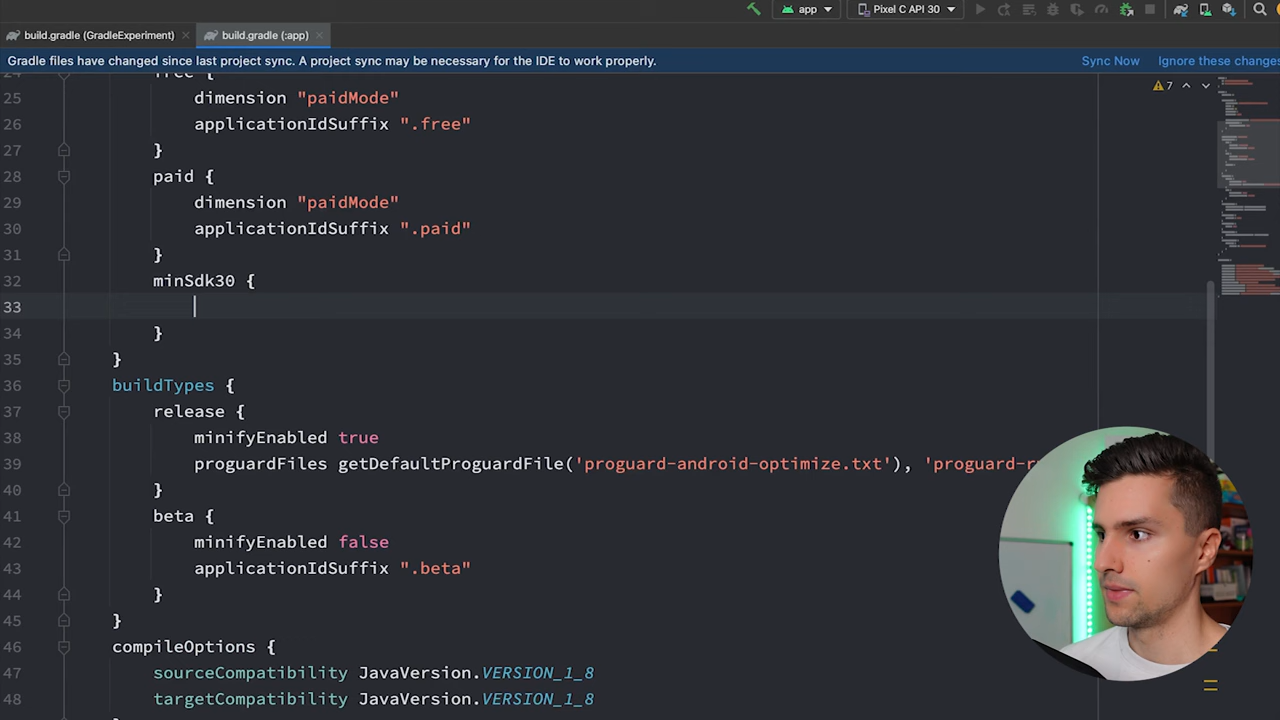 app
Pixel C API 30
build.gradle (GradleExperiment)
build.gradle (:app)
Gradle files have changed since last project sync. A project sync may be necessary for the IDE to work properly.
Sync Now
Ignore these changes
7
25 dimension "paidMode"
26 applicationIdSuffix ".free"
27 }
28 paid {
29 dimension "paidMode"
30 applicationIdSuffix ".paid"
31 }
32 minSdk30 {
33
34 }
35 }
36 buildTypes {
37 release {
38 minifyEnabled true
39 proguardFiles getDefaultProguardFile('proguard-android-optimize.txt'), 'proguard-r
40 }
41 beta {
42 minifyEnabled false
43 applicationIdSuffix ".beta"
44 }
45 }
46 compileOptions {
47 sourceCompatibility JavaVersion.VERSION_1_8
48 targetCompatibility JavaVersion.VERSION_1_8